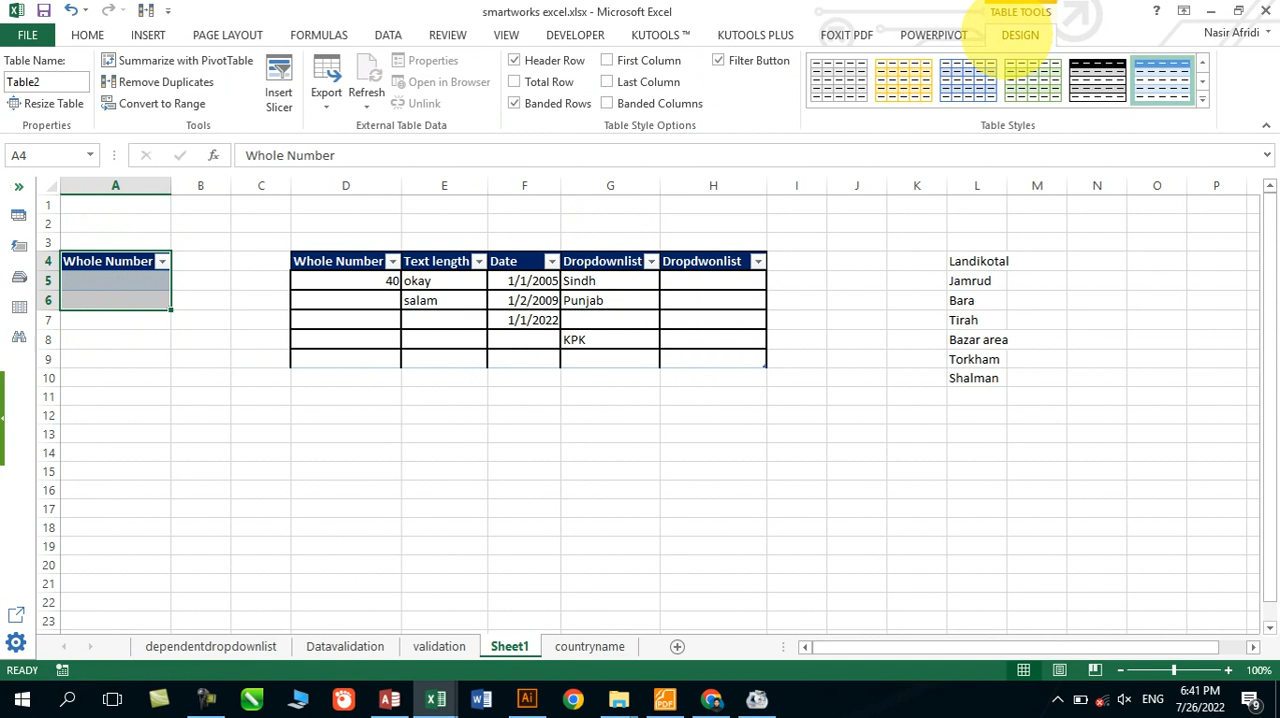 smartworks excel.xlsx - Microsoft Excel
TABLE TOOLS
?
FILE HOME INSERT PAGE LAYOUT FORMULAS DATA REVIEW VIEW DEVELOPER KUTOOLS ™ KUTOOLS PLUS FOXIT PDF POWERPIVOT DESIGN Nasir Afridi
Table Name:
Table2
Resize Table
Properties
Summarize with PivotTable
Remove Duplicates
Convert to Range
Tools
Insert
Slicer
Export
Refresh
Properties
Open in Browser
Unlink
External Table Data
Header Row First Column Filter Button
Total Row Last Column
Banded Rows Banded Columns
Table Style Options
Table Styles
A4 fx Whole Number
A B C D E F G H I J K L M N O P
1
2
3
4 Whole Number Whole Number Text length Date Dropdownlist Dropdwonlist Landikotal
5 40 okay 1/1/2005 Sindh Jamrud
6 salam 1/2/2009 Punjab Bara
7 1/1/2022 Tirah
8 KPK Bazar area
9 Torkham
10 Shalman
11
12
13
14
15
16
17
18
19
20
21
22
23
dependentdropdownlist Datavalidation validation Sheet1 countryname
READY 100%
ENG 6:41 PM
7/26/2022 9